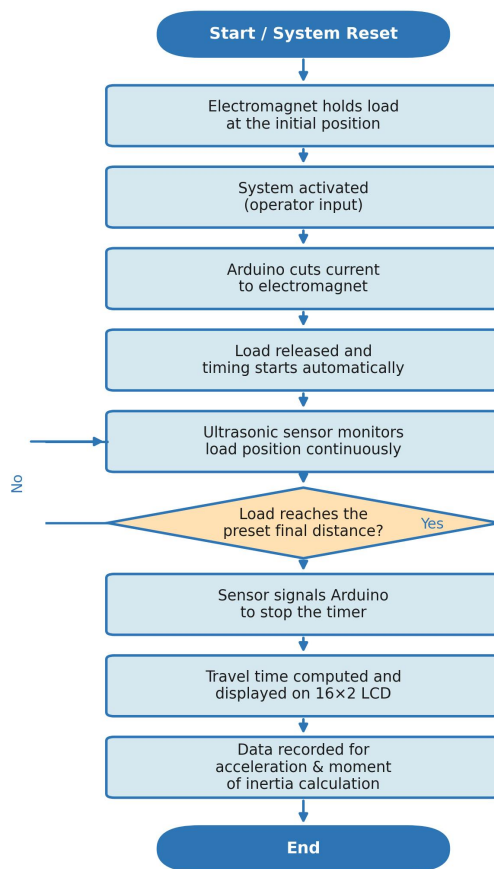 Start / System Reset
Electromagnet holds load
at the initial position
System activated
(operator input)
Arduino cuts current
to electromagnet
Load released and
timing starts automatically
Ultrasonic sensor monitors
load position continuously
No
Load reaches the
preset final distance?
Yes
Sensor signals Arduino
to stop the timer
Travel time computed and
displayed on 16×2 LCD
Data recorded for
acceleration & moment
of inertia calculation
End